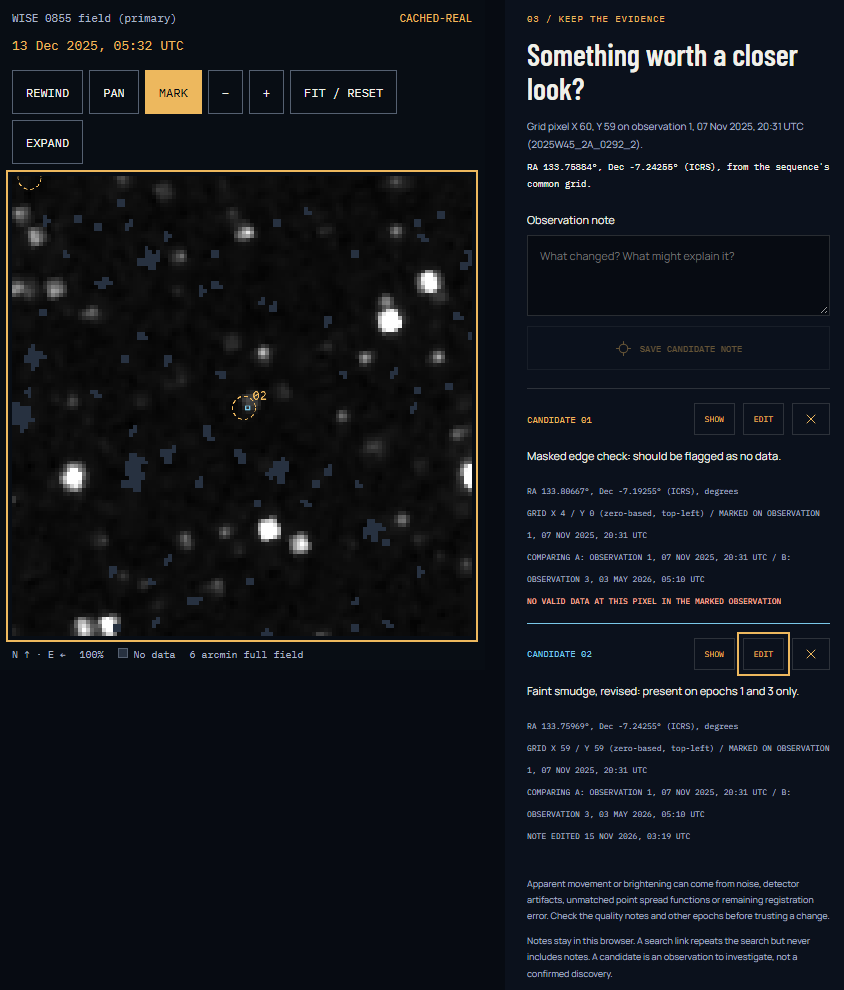 WISE 0855 field (primary)
CACHED-REAL
13 Dec 2025, 05:32 UTC
REWIND
PAN
MARK
−
+
FIT / RESET
EXPAND
02
N ↑ · E ← 100% No data 6 arcmin full field
03 / KEEP THE EVIDENCE
Something worth a closer
look?
Grid pixel X 60, Y 59 on observation 1, 07 Nov 2025, 20:31 UTC
(2025W45_2A_0292_2).
RA 133.75884°, Dec -7.24255° (ICRS), from the sequence's
common grid.
Observation note
What changed? What might explain it?
SAVE CANDIDATE NOTE
CANDIDATE 01
SHOW
EDIT
Masked edge check: should be flagged as no data.
RA 133.80667°, Dec -7.19255° (ICRS), degrees
GRID X 4 / Y 0 (zero-based, top-left) / MARKED ON OBSERVATION
1, 07 NOV 2025, 20:31 UTC
COMPARING A: OBSERVATION 1, 07 NOV 2025, 20:31 UTC / B:
OBSERVATION 3, 03 MAY 2026, 05:10 UTC
NO VALID DATA AT THIS PIXEL IN THE MARKED OBSERVATION
CANDIDATE 02
SHOW
EDIT
Faint smudge, revised: present on epochs 1 and 3 only.
RA 133.75969°, Dec -7.24255° (ICRS), degrees
GRID X 59 / Y 59 (zero-based, top-left) / MARKED ON OBSERVATION
1, 07 NOV 2025, 20:31 UTC
COMPARING A: OBSERVATION 1, 07 NOV 2025, 20:31 UTC / B:
OBSERVATION 3, 03 MAY 2026, 05:10 UTC
NOTE EDITED 15 NOV 2026, 03:19 UTC
Apparent movement or brightening can come from noise, detector
artifacts, unmatched point spread functions or remaining registration
error. Check the quality notes and other epochs before trusting a change.
Notes stay in this browser. A search link repeats the search but never
includes notes. A candidate is an observation to investigate, not a
confirmed discovery.